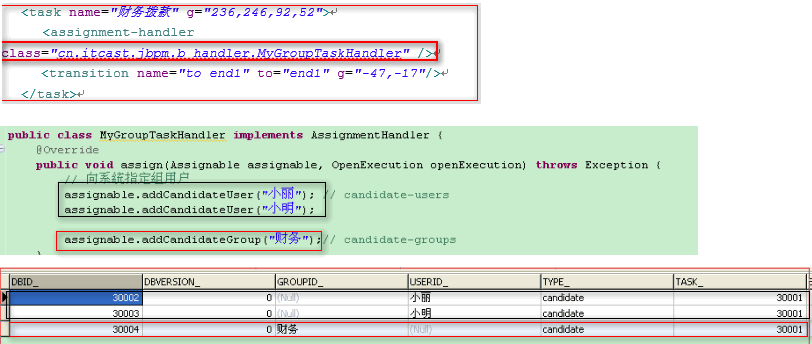 <task name="财务拨款" g="236,246,92,52">
<assignment-handler
class="cn.itcast.jbpm.b_handler.MyGroupTaskHandler" />
<transition name="to end1" to="end1" g="-47,-17"/>
</task>
public class MyGroupTaskHandler implements AssignmentHandler {
@Override
public void assign(Assignable assignable, OpenExecution openExecution) throws Exception {
// 向系统指定组用户
assignable.addCandidateUser("小丽"); // candidate-users
assignable.addCandidateUser("小明");
assignable.addCandidateGroup("财务");// candidate-groups
}
DBID_ DBVERSION_ GROUPID_ USERID_ TYPE_ TASK_
30002 0 (Null) 小丽 candidate 30001
30003 0 (Null) 小明 candidate 30001
30004 0 财务 (Null) candidate 30001